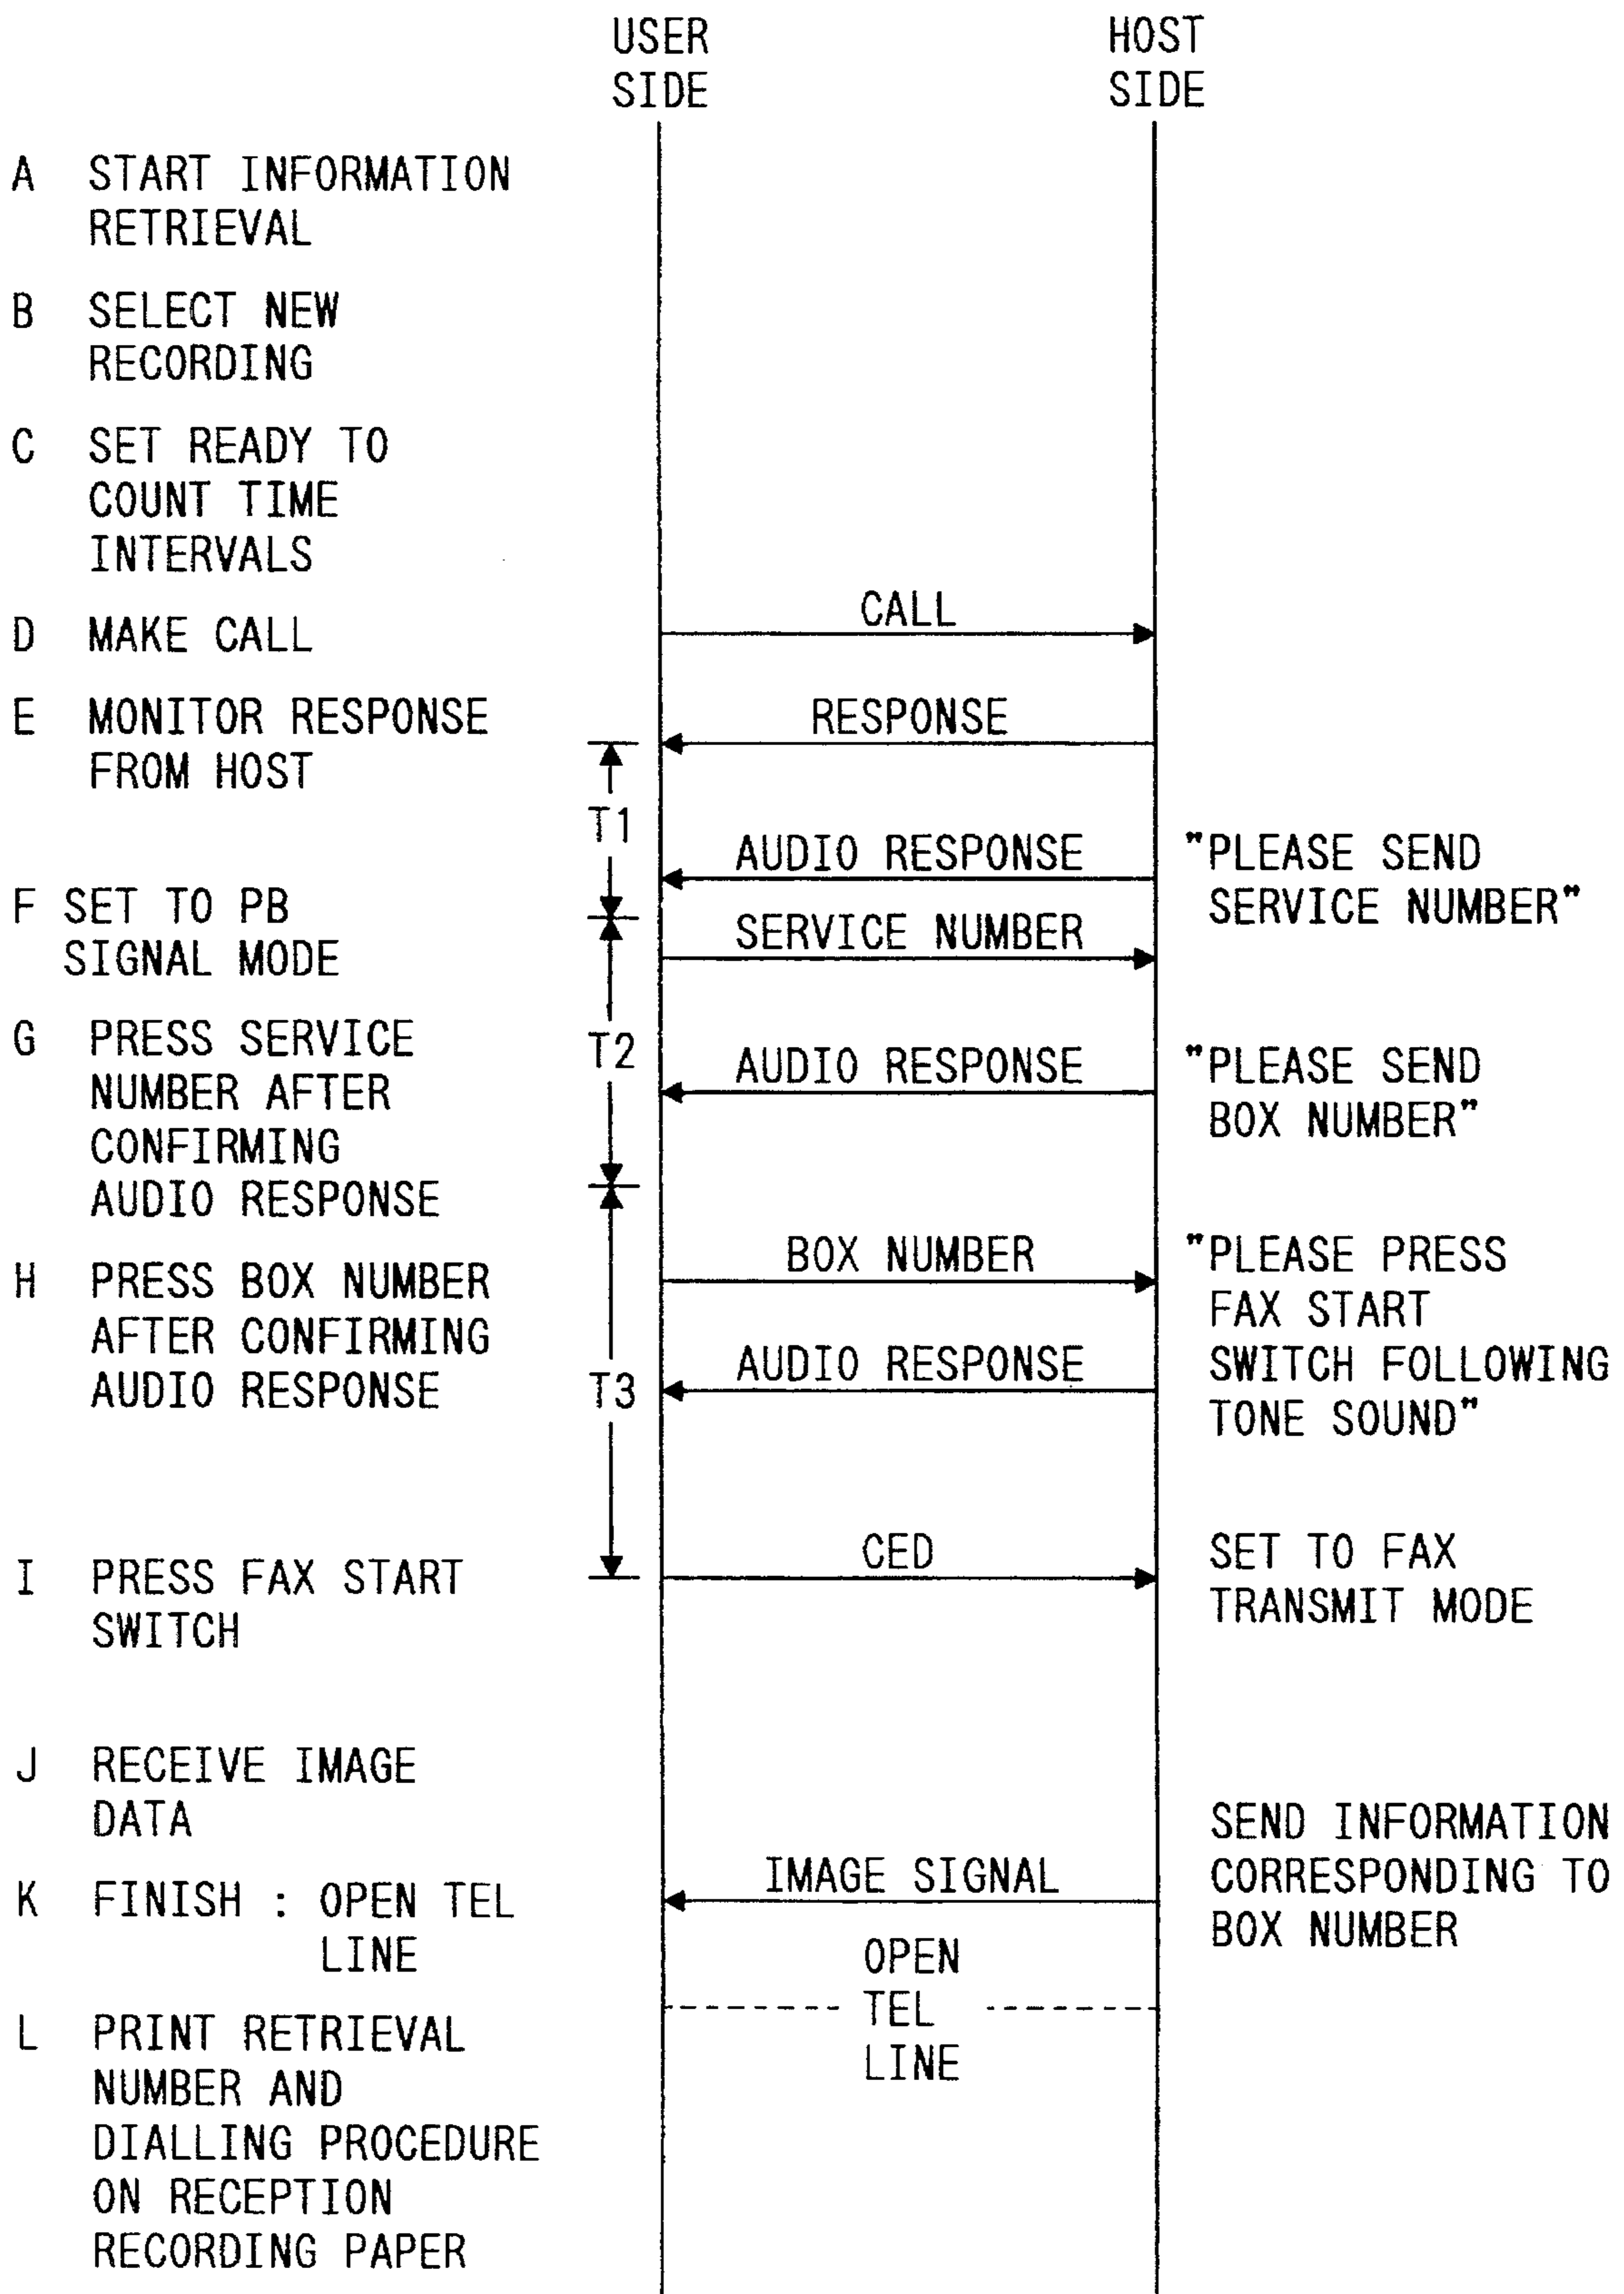 USER
SIDE
HOST
SIDE
A START INFORMATION
RETRIEVAL
B SELECT NEW
RECORDING
C SET READY TO
COUNT TIME
INTERVALS
D MAKE CALL
CALL
E MONITOR RESPONSE
FROM HOST
RESPONSE
T1
AUDIO RESPONSE
"PLEASE SEND
SERVICE NUMBER"
F SET TO PB
SIGNAL MODE
SERVICE NUMBER
G PRESS SERVICE
NUMBER AFTER
CONFIRMING
AUDIO RESPONSE
T2
AUDIO RESPONSE
"PLEASE SEND
BOX NUMBER"
H PRESS BOX NUMBER
AFTER CONFIRMING
AUDIO RESPONSE
BOX NUMBER
T3
AUDIO RESPONSE
"PLEASE PRESS
FAX START
SWITCH FOLLOWING
TONE SOUND"
I PRESS FAX START
SWITCH
CED
SET TO FAX
TRANSMIT MODE
J RECEIVE IMAGE
DATA
SEND INFORMATION
CORRESPONDING TO
BOX NUMBER
IMAGE SIGNAL
K FINISH : OPEN TEL
LINE
OPEN
TEL
LINE
L PRINT RETRIEVAL
NUMBER AND
DIALLING PROCEDURE
ON RECEPTION
RECORDING PAPER